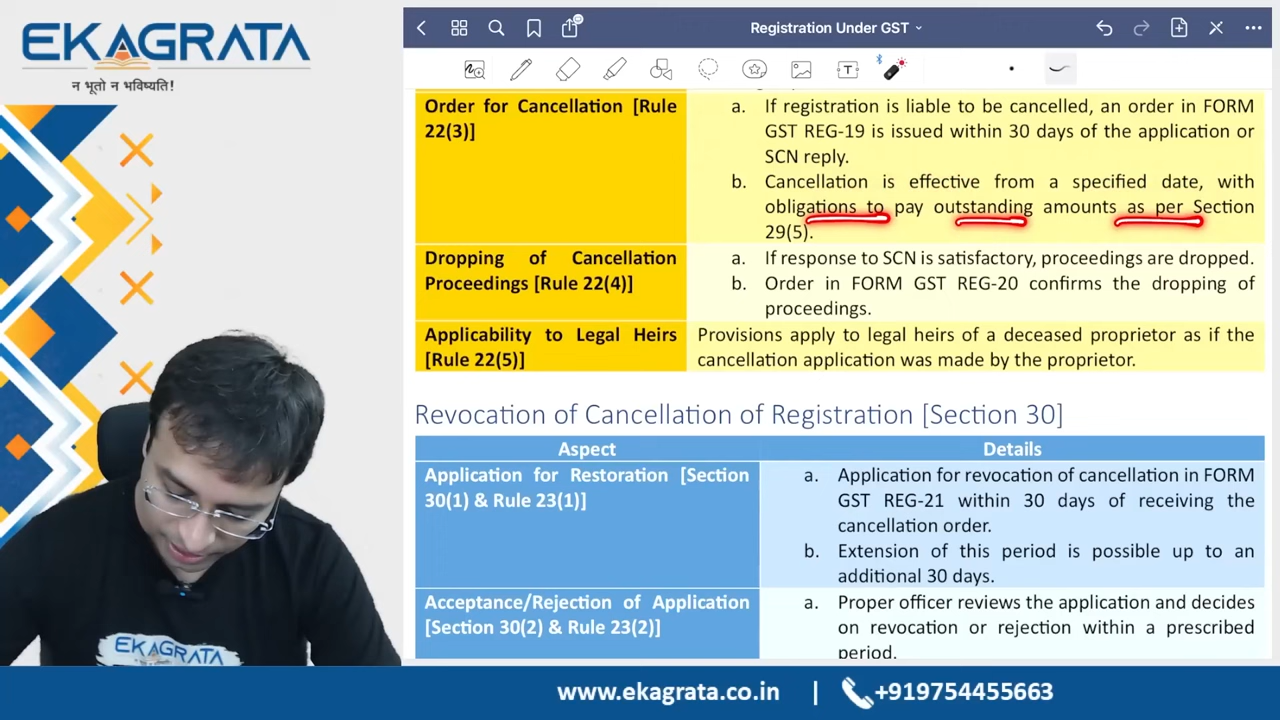 EKAGRATA
न भूतो न भविष्यति!
Registration Under GST
Order for Cancellation [Rule
22(3)]
a. If registration is liable to be cancelled, an order in FORM
GST REG-19 is issued within 30 days of the application or
SCN reply.
b. Cancellation is effective from a specified date, with
obligations to pay outstanding amounts as per Section
29(5).
Dropping of Cancellation
Proceedings [Rule 22(4)]
a. If response to SCN is satisfactory, proceedings are dropped.
b. Order in FORM GST REG-20 confirms the dropping of
proceedings.
Applicability to Legal Heirs
[Rule 22(5)]
Provisions apply to legal heirs of a deceased proprietor as if the
cancellation application was made by the proprietor.
Revocation of Cancellation of Registration [Section 30]
Aspect
Details
Application for Restoration [Section
30(1) & Rule 23(1)]
a. Application for revocation of cancellation in FORM
GST REG-21 within 30 days of receiving the
cancellation order.
b. Extension of this period is possible up to an
additional 30 days.
Acceptance/Rejection of Application
[Section 30(2) & Rule 23(2)]
a. Proper officer reviews the application and decides
on revocation or rejection within a prescribed
period.
EKAGRATA
www.ekagrata.co.in | +919754455663